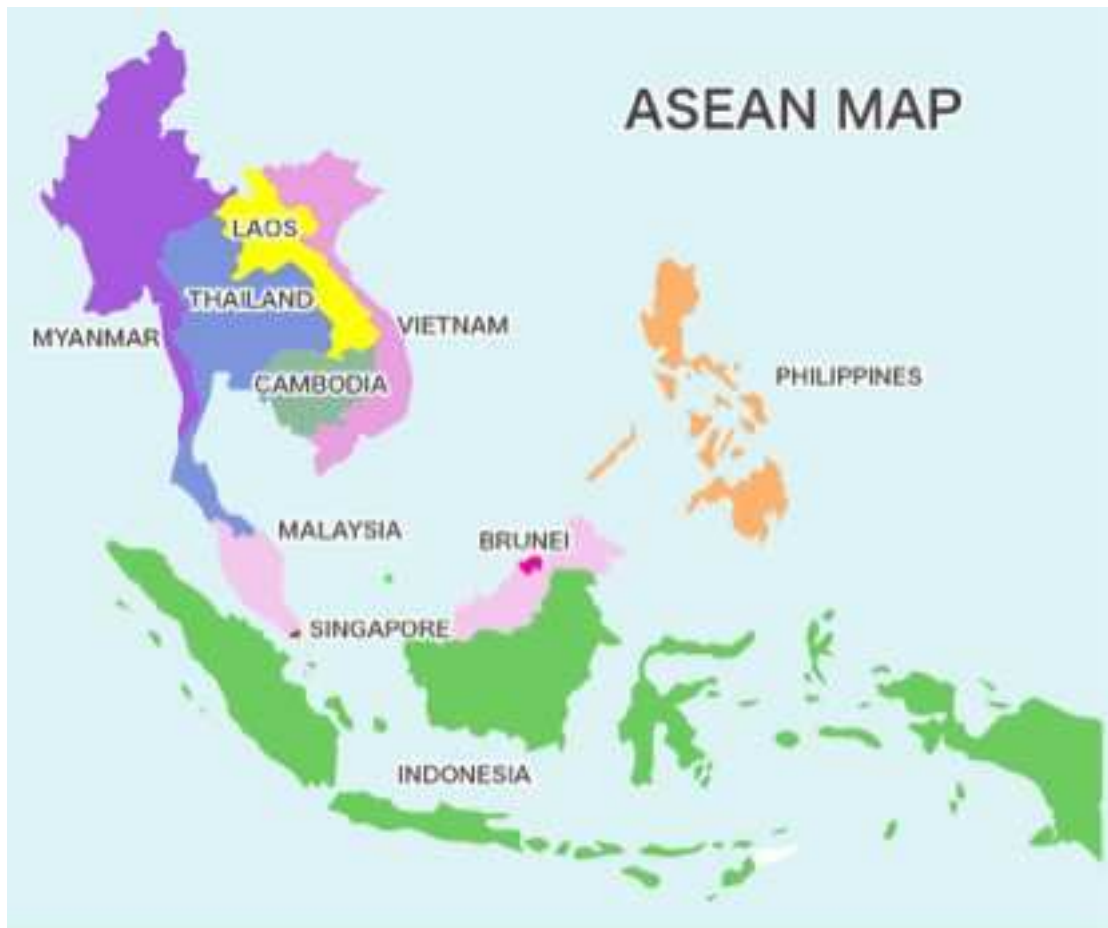 ASEAN MAP
LAOS
THAILAND
MYANMAR
VIETNAM
CAMBODIA
PHILIPPINES
MALAYSIA
BRUNEI
SINGAPORE
INDONESIA